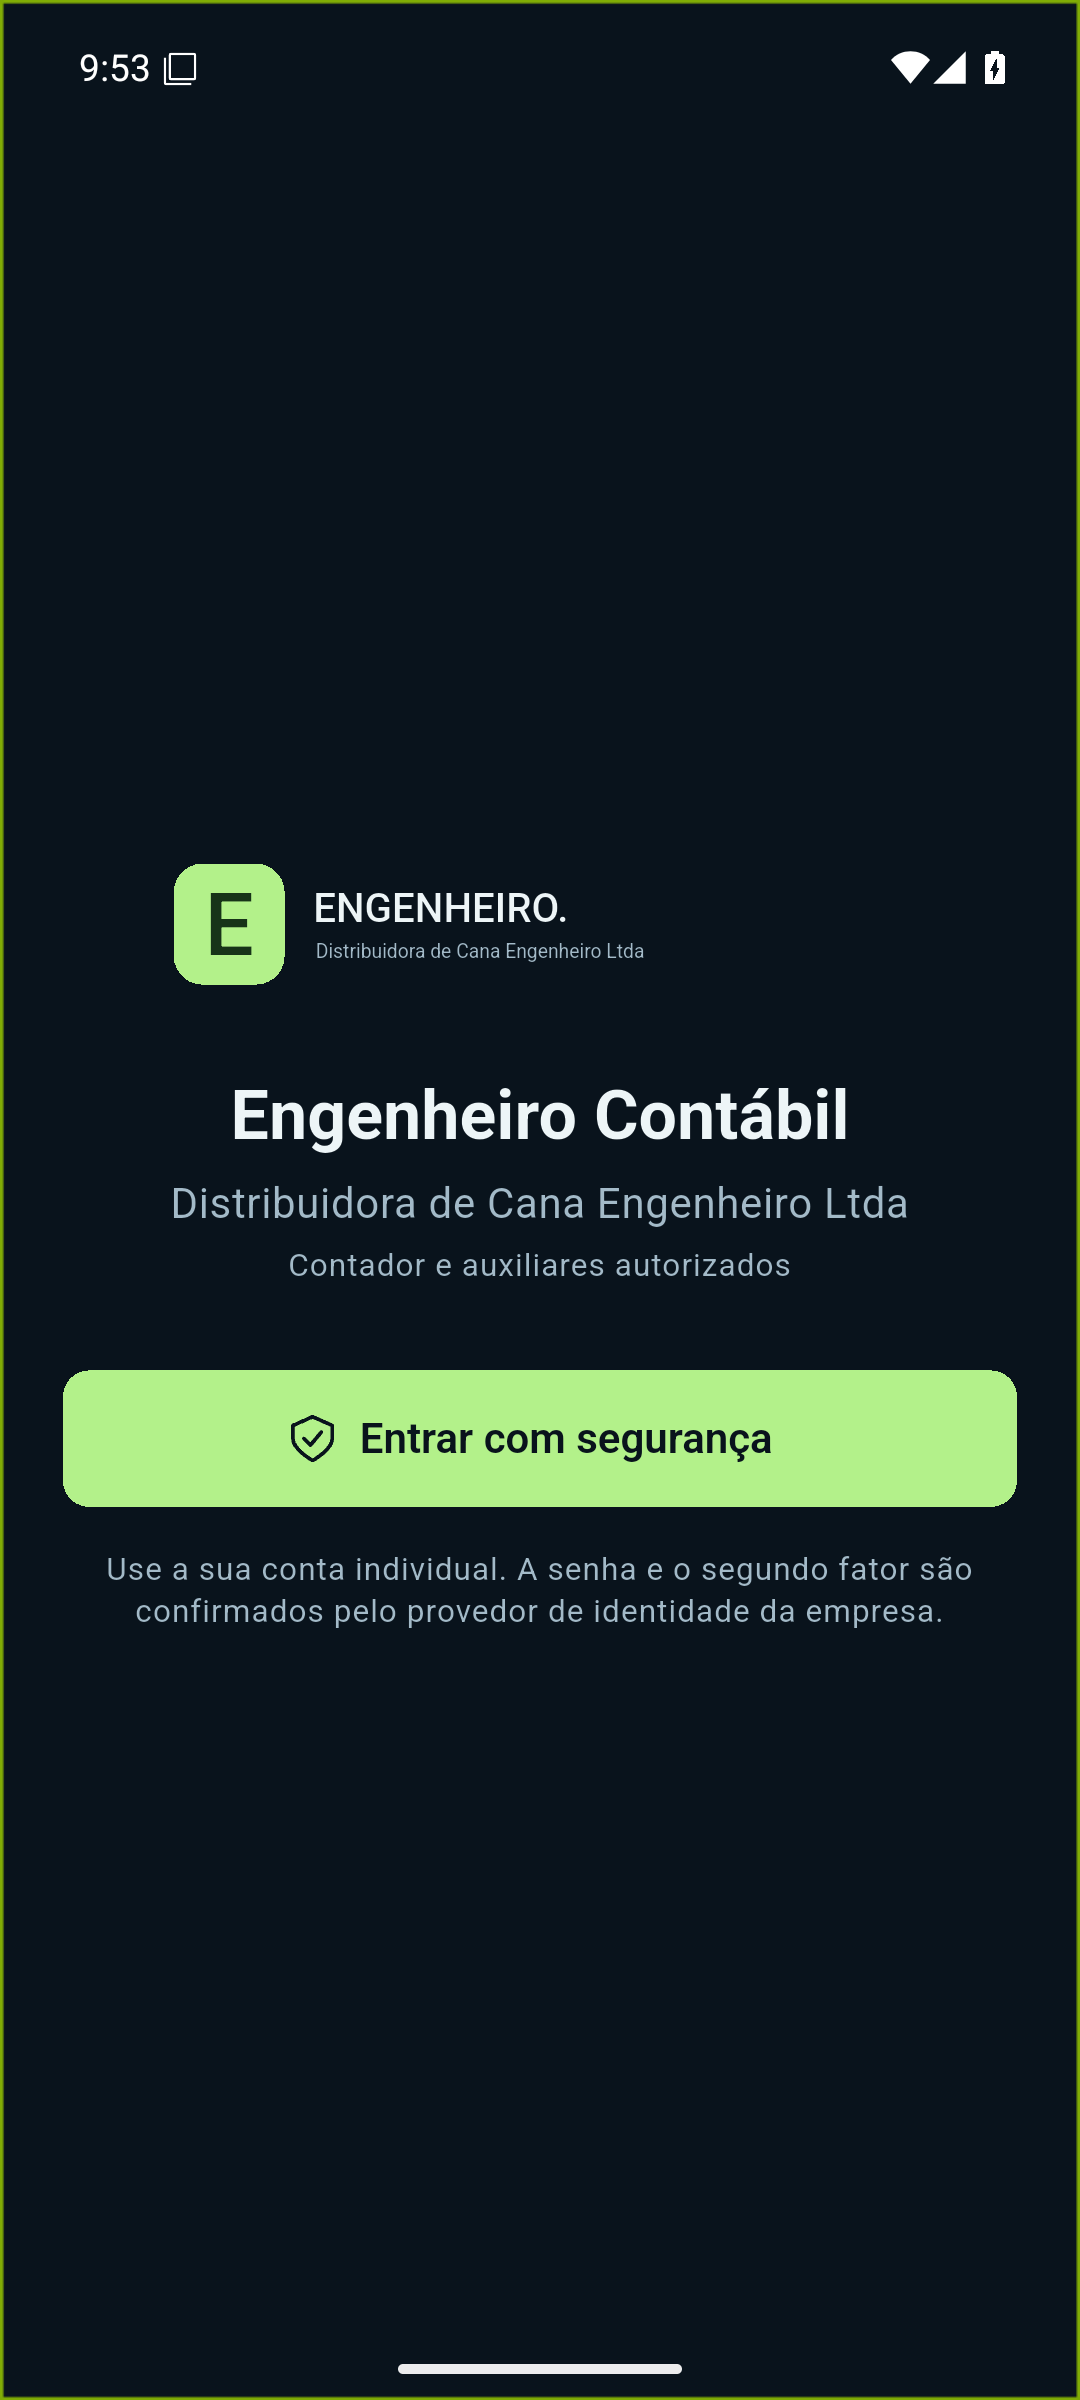 9:53
E
ENGENHEIRO.
Distribuidora de Cana Engenheiro Ltda
Engenheiro Contábil
Distribuidora de Cana Engenheiro Ltda
Contador e auxiliares autorizados
Entrar com segurança
Use a sua conta individual. A senha e o segundo fator são
confirmados pelo provedor de identidade da empresa.